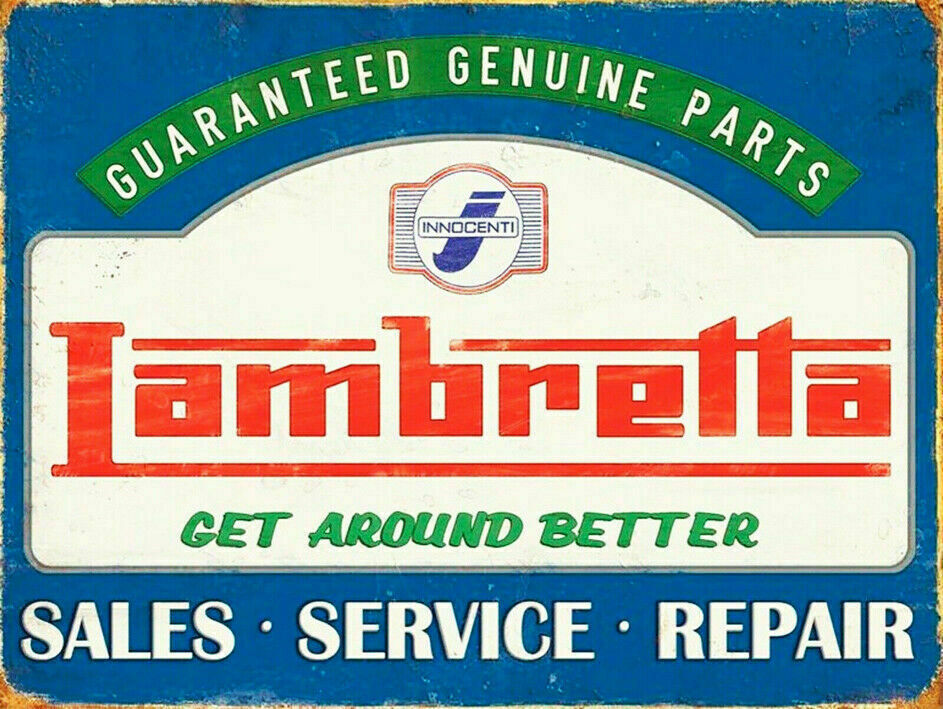 GUARANTEED GENUINE PARTS
INNOCENTI
Lambretta
GET AROUND BETTER
SALES · SERVICE · REPAIR